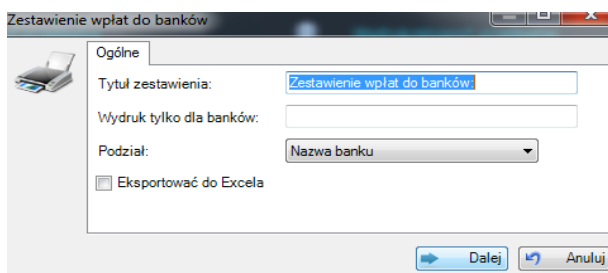 Zestawienie wpłat do banków
Ogólne
Tytuł zestawienia: Zestawienie wpłat do banków:
Wydruk tylko dla banków:
Podział: Nazwa banku
Eksportować do Excela
Dalej Anuluj